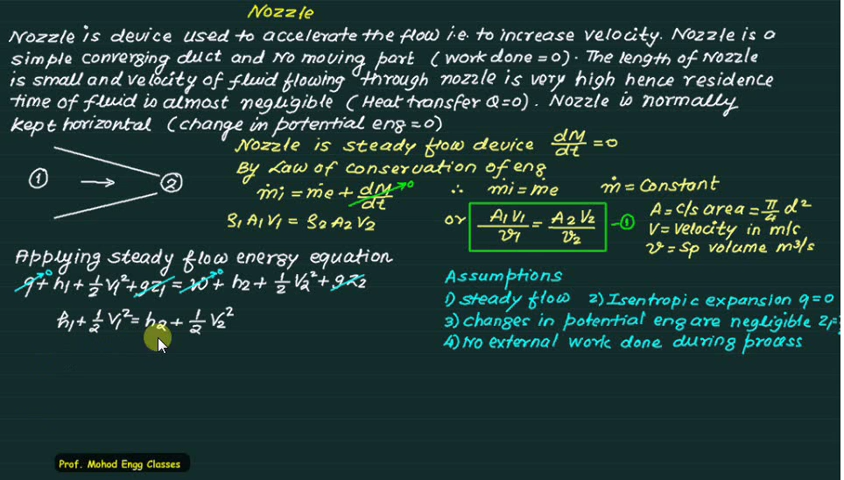 Nozzle
Nozzle is device used to accelerate the flow i.e. to increase velocity. Nozzle is a
simple converging duct and No moving part (work done = 0). The length of Nozzle
is small and velocity of fluid flowing through nozzle is very high hence residence
time of fluid is almost negligible (Heat transfer Q=0). Nozzle is normally
kept horizontal (change in potential eng = 0)
Nozzle is steady flow device dM/dt = 0
By Law of conservation of eng
ṁi = ṁe + dM/dt→0 ∴ ṁi = ṁe ṁ = Constant
ρ1 A1 V1 = ρ2 A2 V2 or A1V1/v1 = A2V2/v2 —①
A = c/s area = π/4 d²
V = velocity in m/s
v = Sp volume m³/s
① → ②
Applying steady flow energy equation
q→0 + h1 + 1/2 V1² + gz1 = w→0 + h2 + 1/2 V2² + gz2
h1 + 1/2 V1² = h2 + 1/2 V2²
Assumptions
1) steady flow 2) Isentropic expansion q = 0
3) changes in potential eng are negligible Z1=
4) No external work done during process
Prof. Mohod Engg Classes